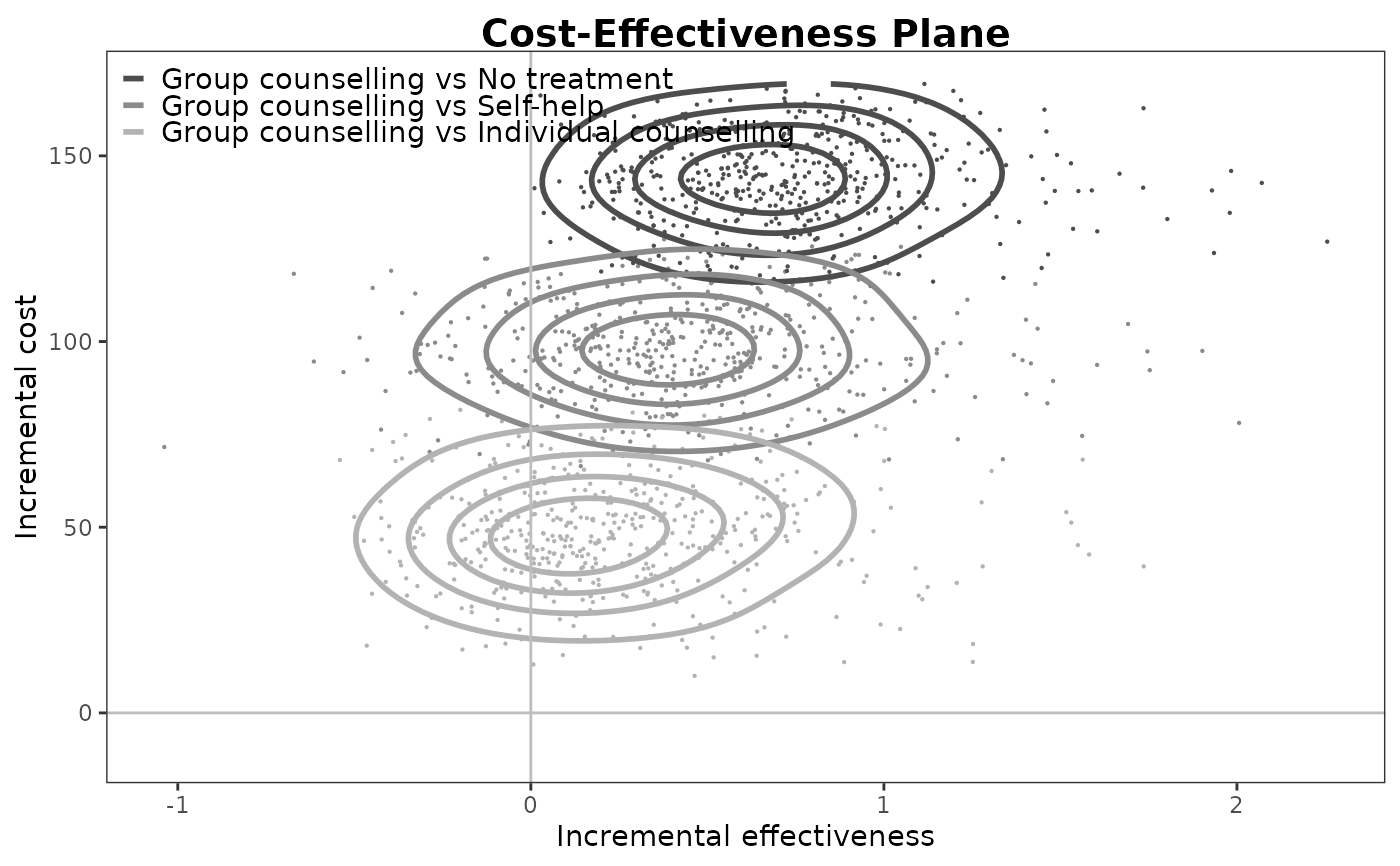 Cost-Effectiveness Plane
Group counselling vs No treatment
Group counselling vs Self-help
Group counselling vs Individual counselling
Incremental cost
150
100
50
0
-1
0
1
2
Incremental effectiveness